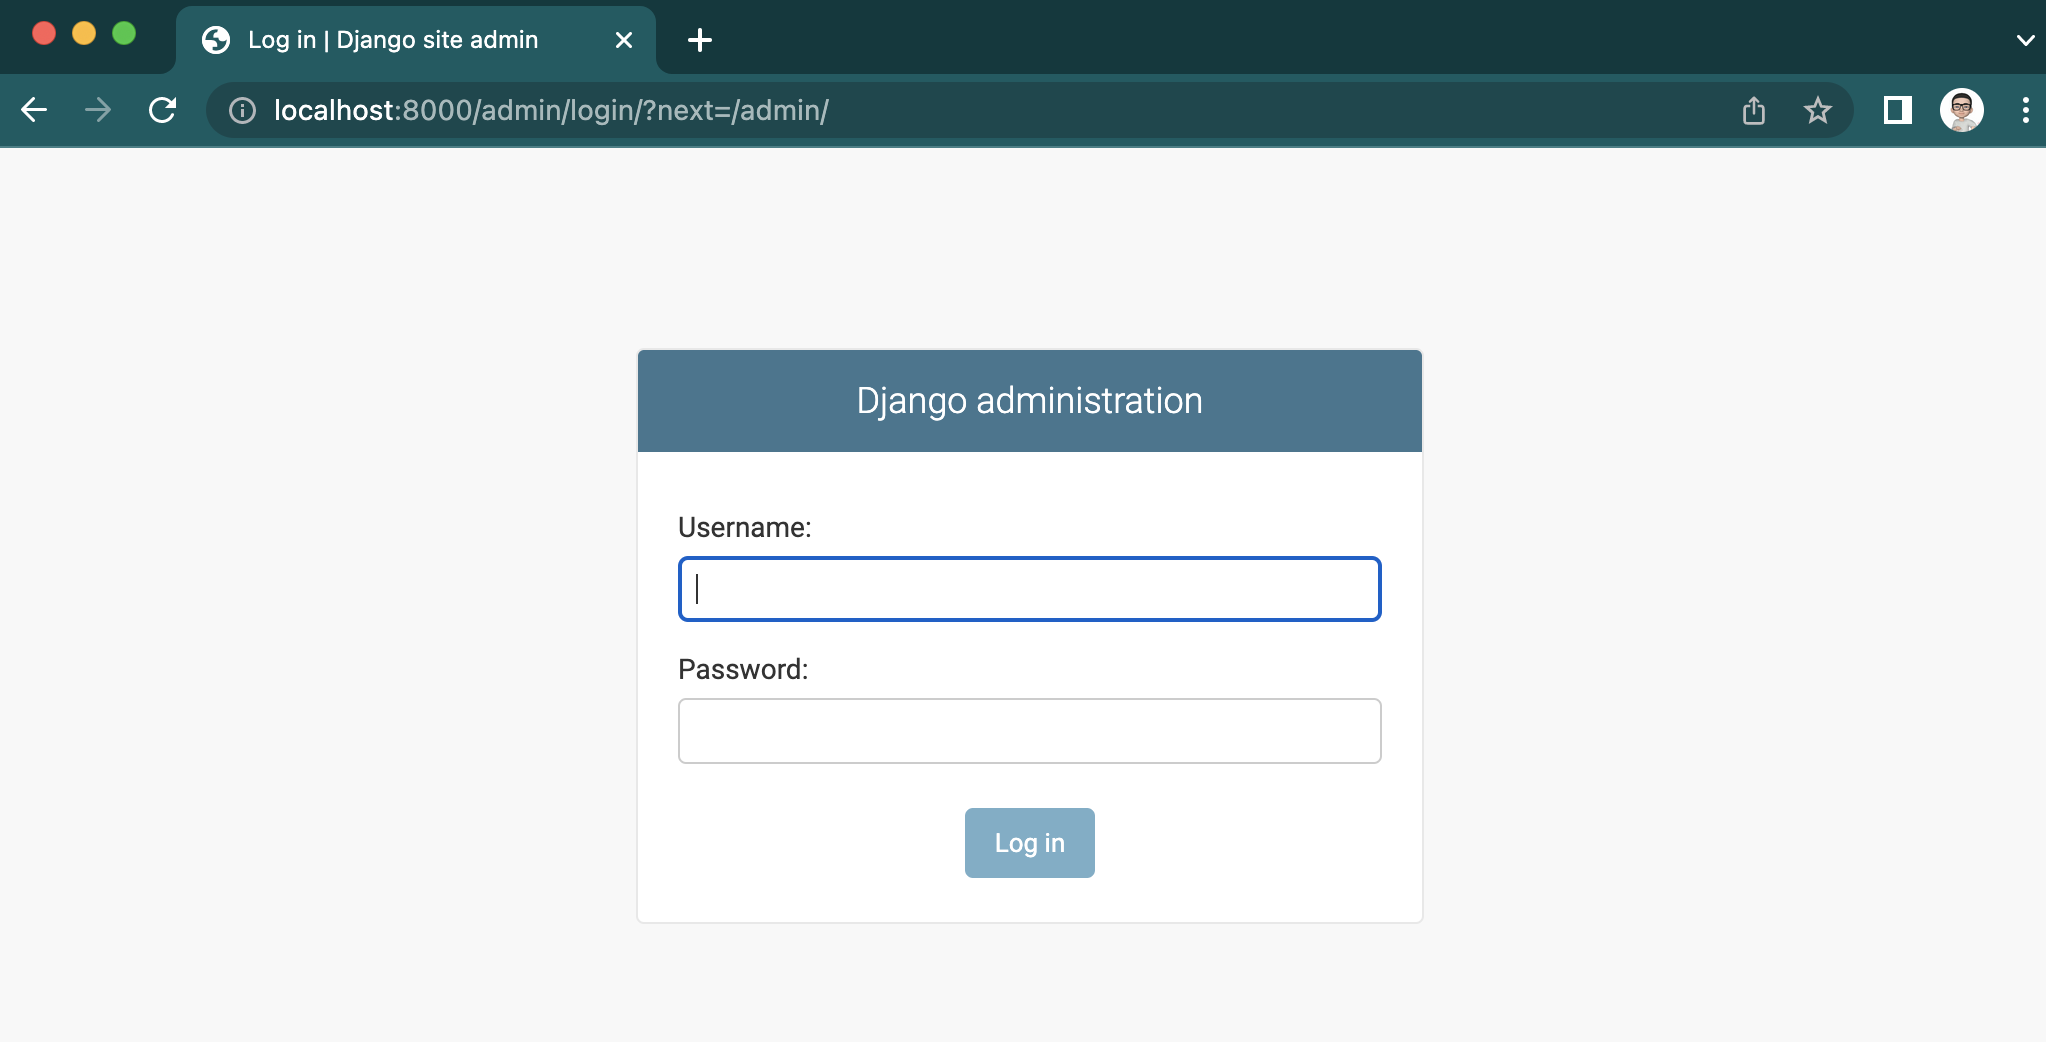 Log in | Django site admin
localhost:8000/admin/login/?next=/admin/
Django administration
Username:
Password:
Log in